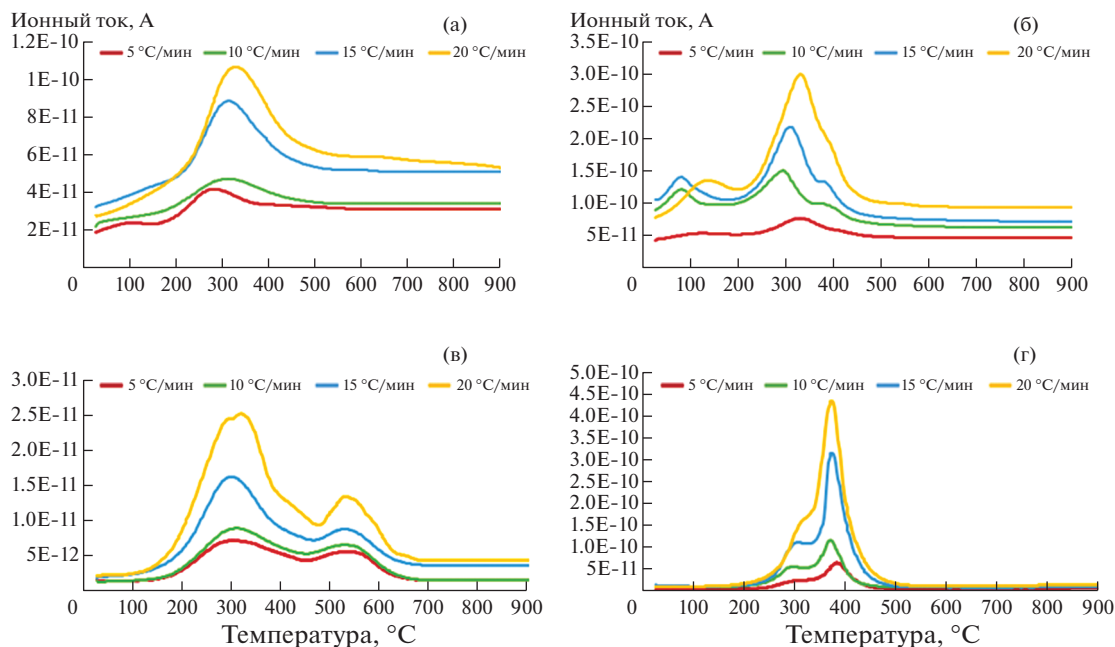 Ионный ток, А
(а)
5 °С/мин 10 °С/мин 15 °С/мин 20 °С/мин
1.2E-10
1E-10
8E-11
6E-11
4E-11
2E-11
0 100 200 300 400 500 600 700 800 900
Ионный ток, А
(б)
5 °С/мин 10 °С/мин 15 °С/мин 20 °С/мин
3.5E-10
3.0E-10
2.5E-10
2.0E-10
1.5E-10
1.0E-10
5E-11
0 100 200 300 400 500 600 700 800 900
(в)
5 °С/мин 10 °С/мин 15 °С/мин 20 °С/мин
3.0E-11
2.5E-11
2.0E-11
1.5E-11
1.0E-11
5E-12
0 100 200 300 400 500 600 700 800 900
Температура, °С
(г)
5 °С/мин 10 °С/мин 15 °С/мин 20 °С/мин
5.0E-10
4.5E-10
4.0E-10
3.5E-10
3.0E-10
2.5E-10
2.0E-10
1.5E-10
1.0E-10
5E-11
0 100 200 300 400 500 600 700 800 900
Температура, °С